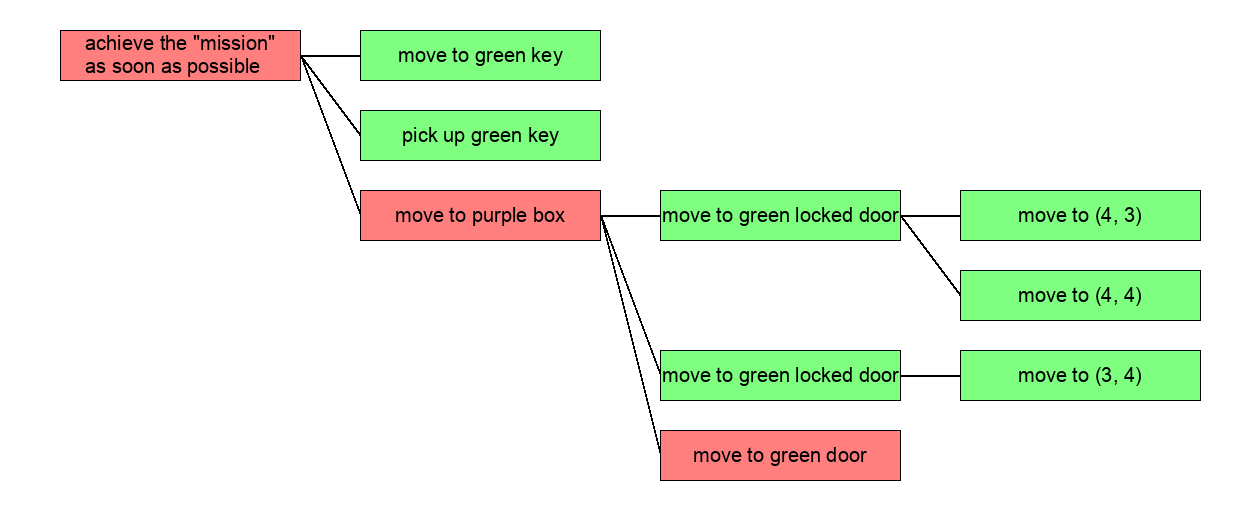 achieve the "mission"
as soon as possible
move to green key
pick up green key
move to purple box
move to green locked door
move to (4, 3)
move to (4, 4)
move to green locked door
move to (3, 4)
move to green door